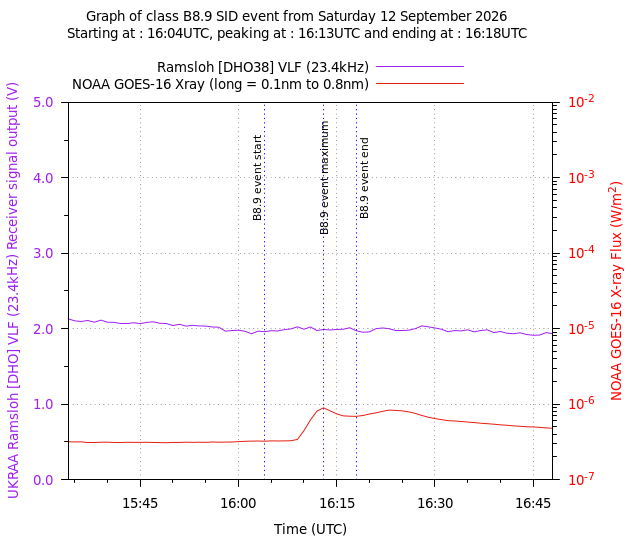 Graph of class B8.9 SID event from Saturday 12 September 2026
Starting at : 16:04UTC, peaking at : 16:13UTC and ending at : 16:18UTC
Ramsloh [DHO38] VLF (23.4kHz)
NOAA GOES-16 Xray (long = 0.1nm to 0.8nm)
UKRAA Ramsloh [DHO] VLF (23.4kHz) Receiver signal output (V)
5.0
4.0
3.0
2.0
1.0
0.0
B8.9 event start
B8.9 event maximum
B8.9 event end
10-2
10-3
10-4
10-5
10-6
10-7
NOAA GOES-16 X-ray Flux (W/m2)
15:45
16:00
16:15
16:30
16:45
Time (UTC)